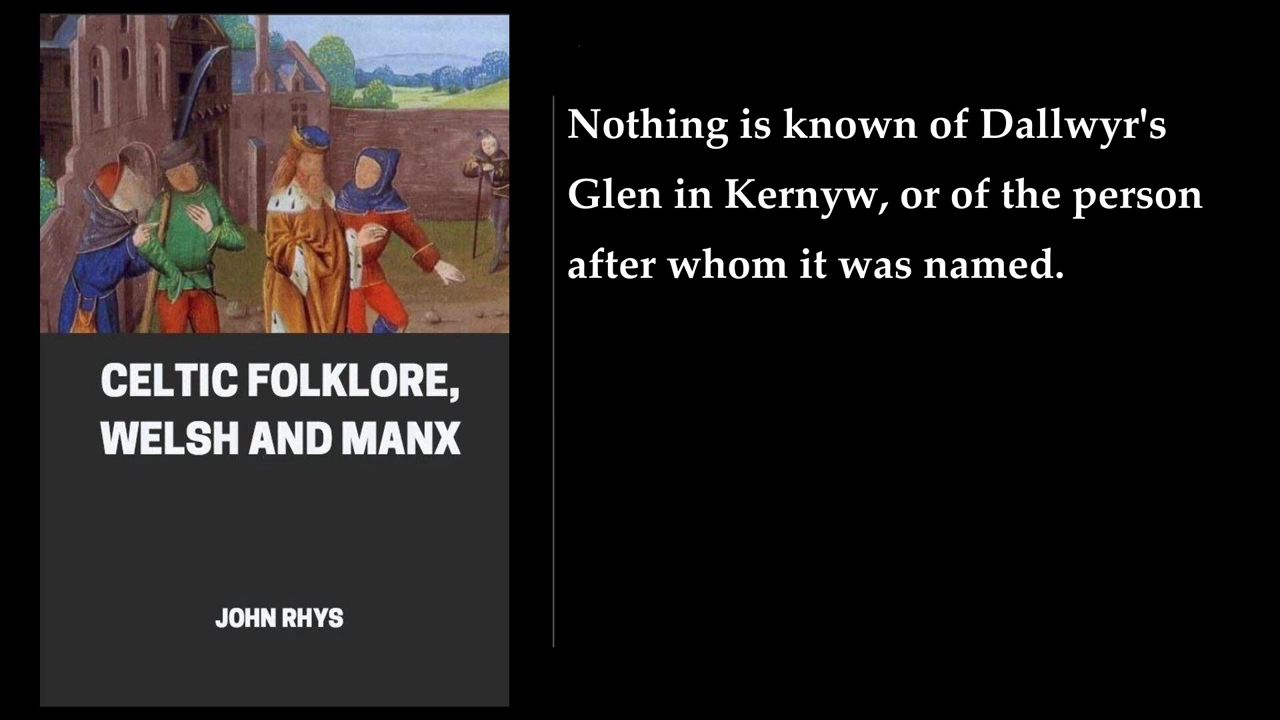 CELTIC FOLKLORE,
WELSH AND MANX
JOHN RHYS
Nothing is known of Dallwyr's
Glen in Kernyw, or of the person
after whom it was named.